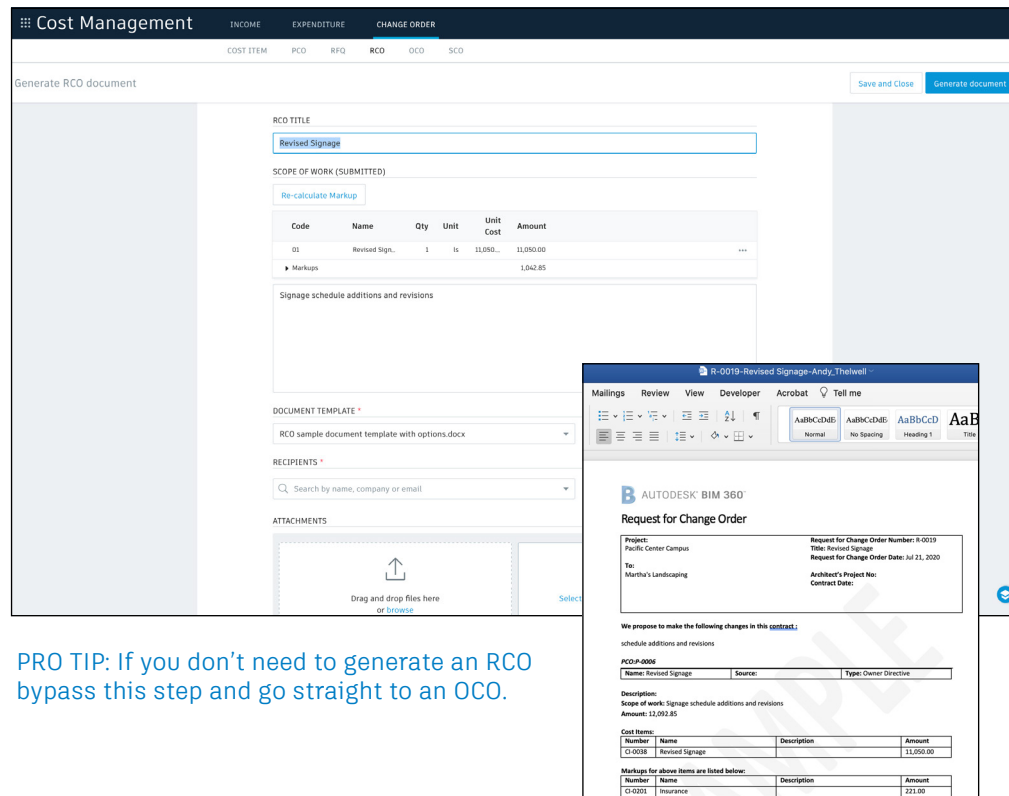 Cost Management INCOME EXPENDITURE CHANGE ORDER
COST ITEM PCO RFQ RCO OCO SCO
Generate RCO document Save and Close Generate document
RCO TITLE
Revised Signage
SCOPE OF WORK (SUBMITTED)
Re-calculate Markup
Code Name Qty Unit Unit Cost Amount
01 Revised Sign... 1 ls 11,050... 11,050.00 ...
Markups 1,042.85
Signage schedule additions and revisions
DOCUMENT TEMPLATE *
RCO sample document template with options.docx
RECIPIENTS *
Search by name, company or email
ATTACHMENTS
Drag and drop files here
or browse
Select
R-0019-Revised Signage-Andy_Thelwell
Mailings Review View Developer Acrobat Tell me
AaBbCcDdE AaBbCcDdE AaBbCcD AaB
Normal No Spacing Heading 1 Title
AUTODESK® BIM 360™
Request for Change Order
Project:
Pacific Center Campus
To:
Martha's Landscaping
Request for Change Order Number: R-0019
Title: Revised Signage
Request for Change Order Date: Jul 21, 2020
Architect's Project No:
Contract Date:
We propose to make the following changes in this contract :
schedule additions and revisions
PCO:P-0006
Name: Revised Signage Source: Type: Owner Directive
Description:
Scope of work: Signage schedule additions and revisions
Amount: 12,092.85
Cost Items:
Number Name Description Amount
CI-0038 Revised Signage 11,050.00
Markups for above items are listed below:
Number Name Description Amount
CI-0201 Insurance 221.00
PRO TIP: If you don't need to generate an RCO
bypass this step and go straight to an OCO.